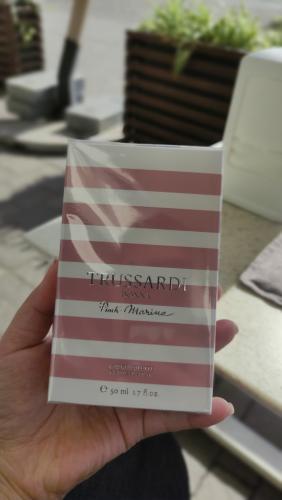 TRUSSARDI
DONNA
Pink Marina
℮ 50 ml 1.7 fl.oz.